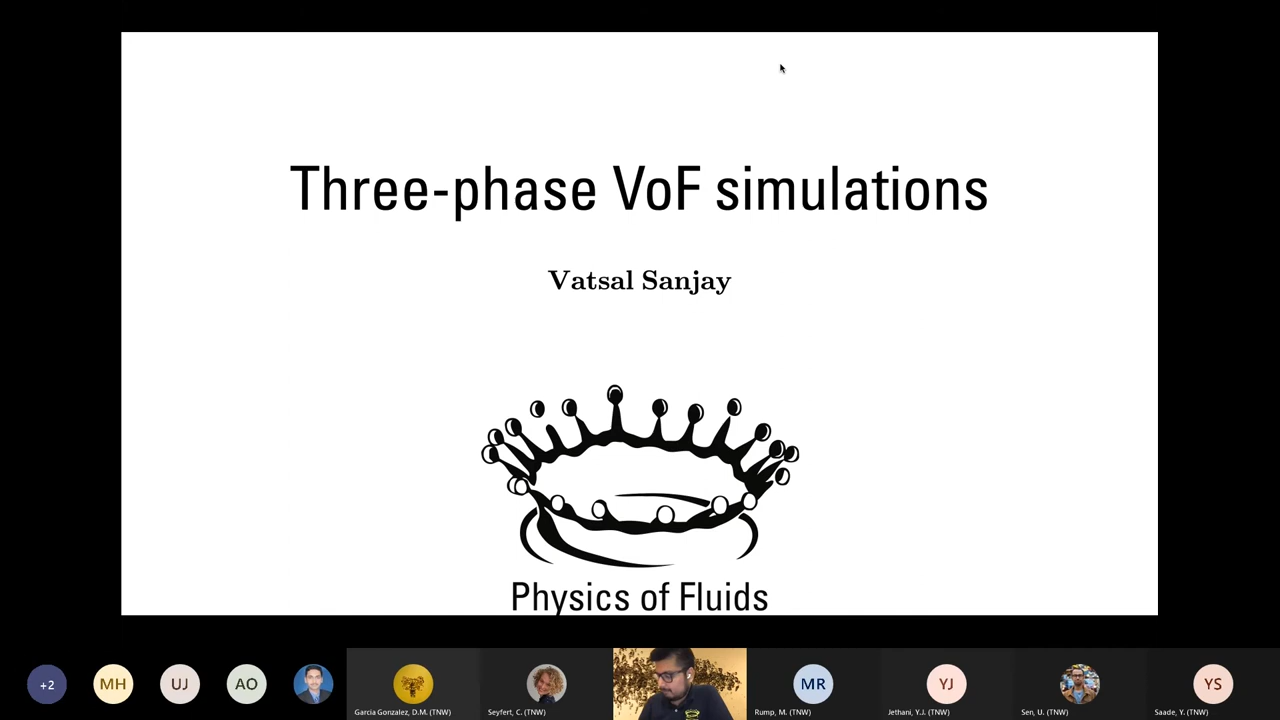 Three-phase VoF simulations
Vatsal Sanjay
Physics of Fluids
+2
MH
UJ
AO
Garcia Gonzalez, D.M. (TNW)
Seyfert, C. (TNW)
MR
Rump, M. (TNW)
YJ
Jethani, Y.J. (TNW)
Sen, U. (TNW)
YS
Saade, Y. (TNW)